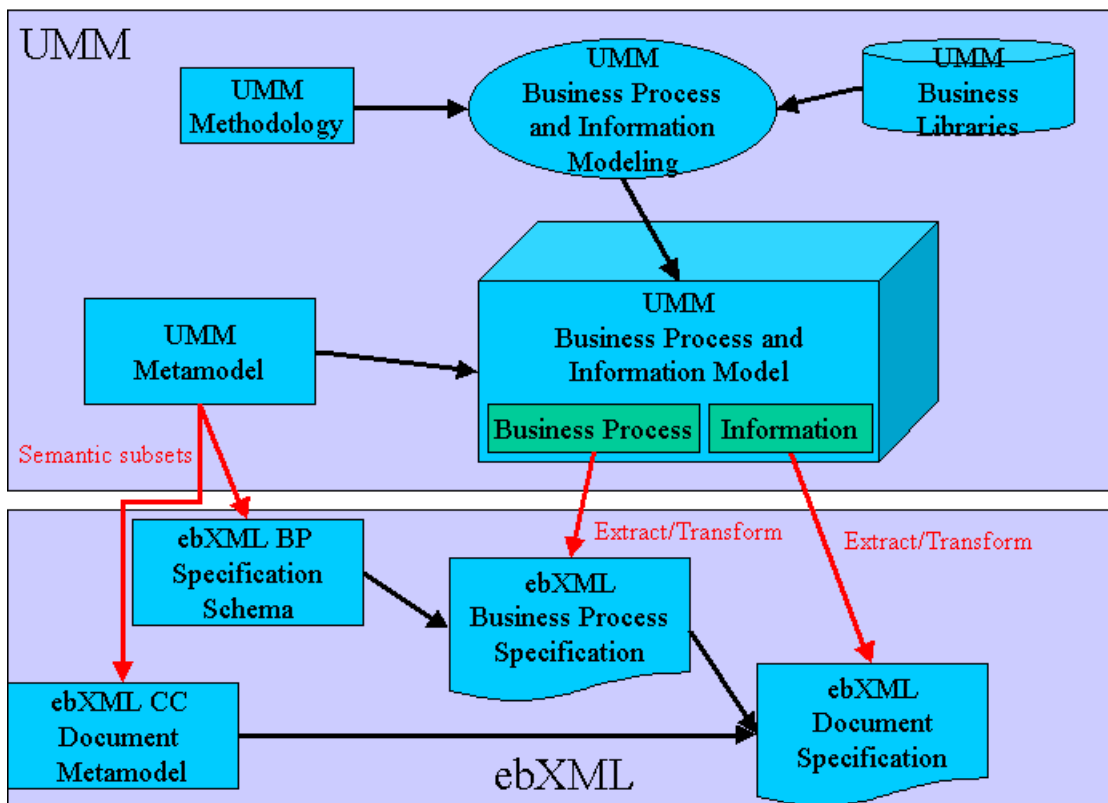 UMM
UMM
Methodology
UMM
Business Process
and Information
Modeling
UMM
Business
Libraries
UMM
Metamodel
UMM
Business Process and
Information Model
Business Process
Information
Semantic subsets
Extract/Transform
Extract/Transform
ebXML BP
Specification
Schema
ebXML
Business Process
Specification
ebXML CC
Document
Metamodel
ebXML
Document
Specification
ebXML